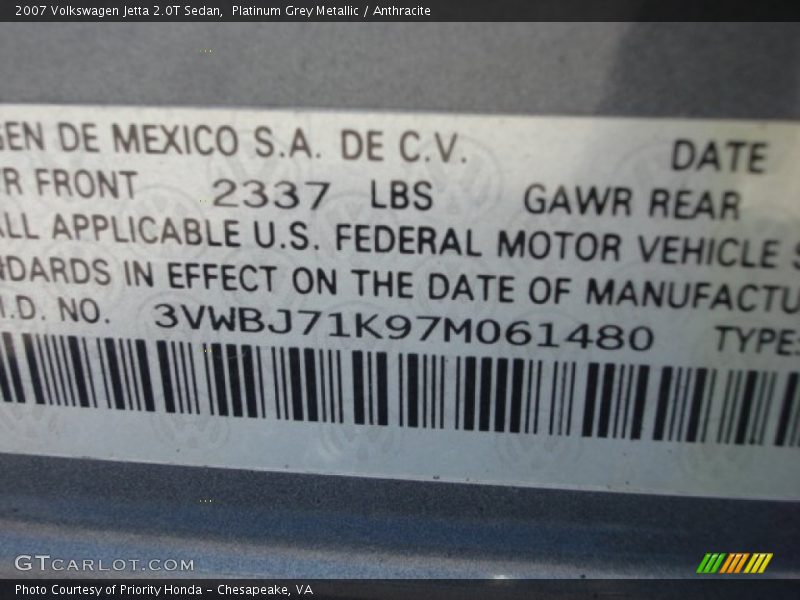 2007 Volkswagen Jetta 2.0T Sedan, Platinum Grey Metallic / Anthracite
GEN DE MEXICO S.A. DE C.V. DATE
R FRONT 2337 LBS GAWR REAR
ALL APPLICABLE U.S. FEDERAL MOTOR VEHICLE S
NDARDS IN EFFECT ON THE DATE OF MANUFACTU
I.D. NO. 3VWBJ71K97M061480 TYPE:
GTCARLOT.COM
Photo Courtesy of Priority Honda - Chesapeake, VA